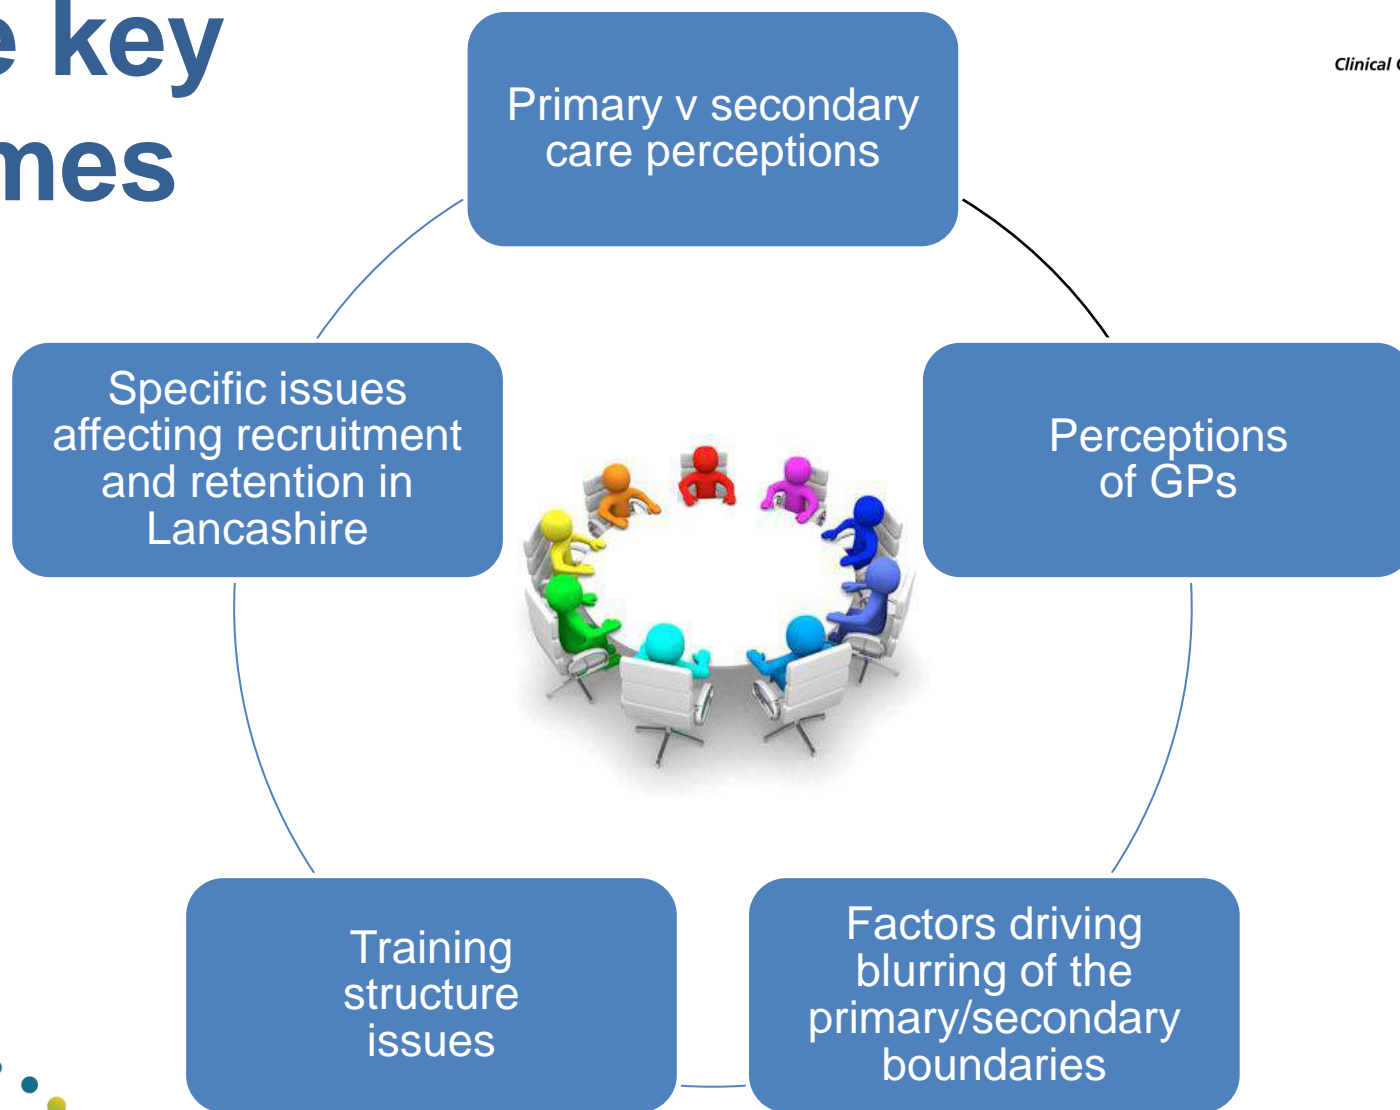 e key
mes
Clinical
Primary v secondary
care perceptions
Perceptions
of GPs
Factors driving
blurring of the
primary/secondary
boundaries
Training
structure
issues
Specific issues
affecting recruitment
and retention in
Lancashire